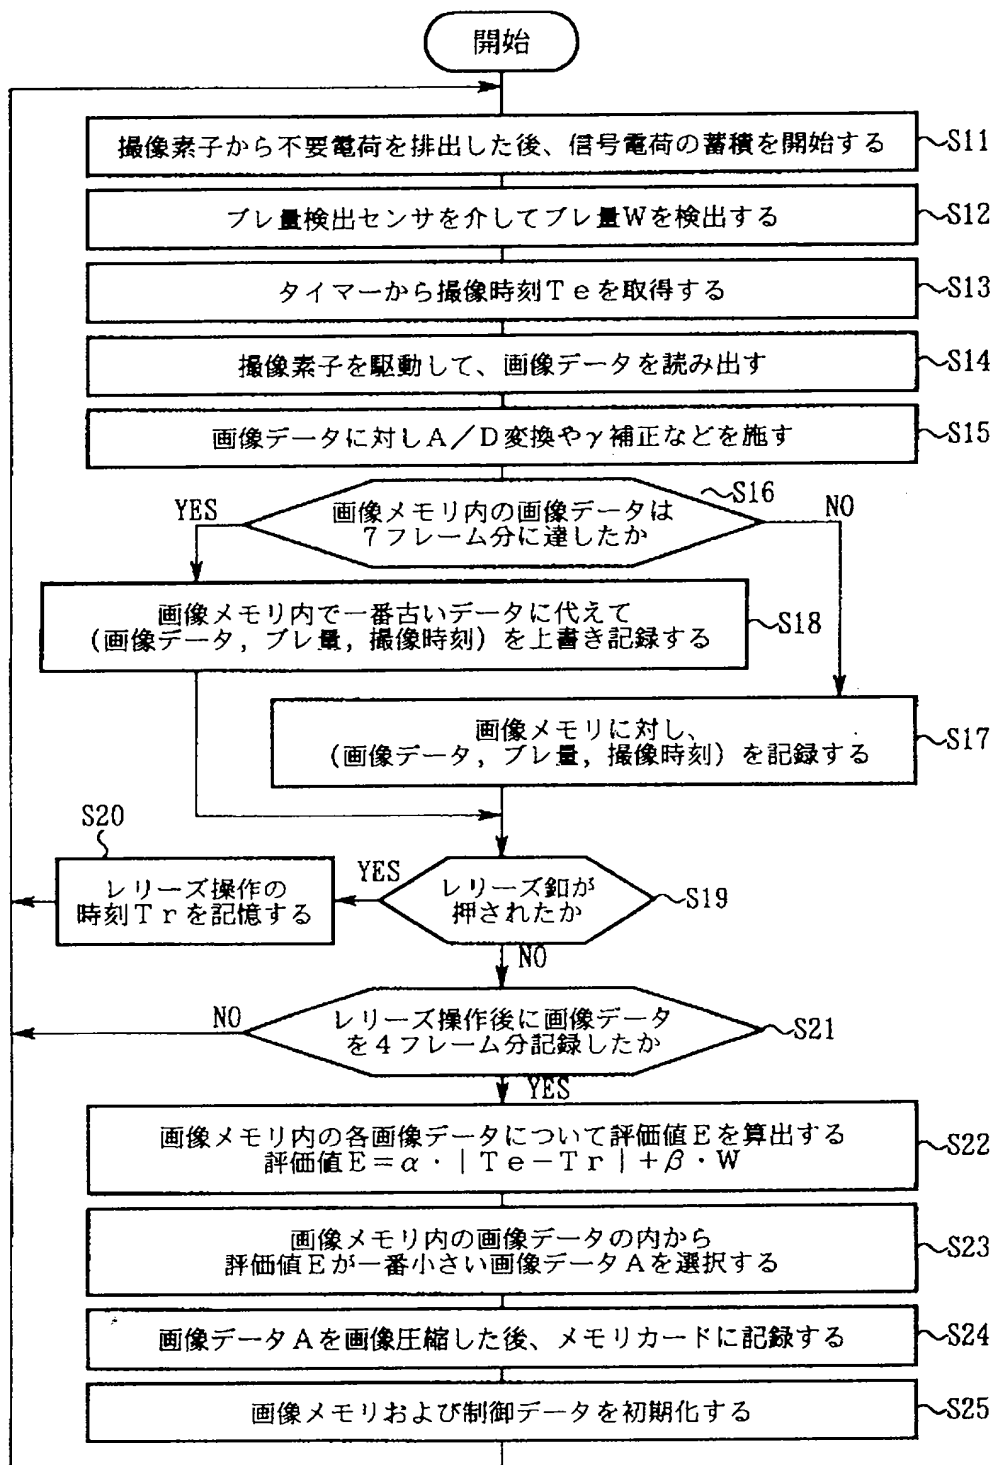 開始
撮像素子から不要電荷を排出した後、信号電荷の蓄積を開始する
S11
ブレ量検出センサを介してブレ量Wを検出する
S12
タイマーから撮像時刻Teを取得する
S13
撮像素子を駆動して、画像データを読み出す
S14
画像データに対しA/D変換やγ補正などを施す
S15
S16
YES
NO
画像メモリ内の画像データは
7フレーム分に達したか
画像メモリ内で一番古いデータに代えて
(画像データ,ブレ量,撮像時刻)を上書き記録する
S18
画像メモリに対し、
(画像データ,ブレ量,撮像時刻)を記録する
S17
S20
レリーズ操作の
時刻Trを記憶する
YES
レリーズ釦が
押されたか
S19
NO
NO
レリーズ操作後に画像データ
を4フレーム分記録したか
S21
YES
画像メモリ内の各画像データについて評価値Eを算出する
評価値E=α・|Te-Tr|+β・W
S22
画像メモリ内の画像データの内から
評価値Eが一番小さい画像データAを選択する
S23
画像データAを画像圧縮した後、メモリカードに記録する
S24
画像メモリおよび制御データを初期化する
S25